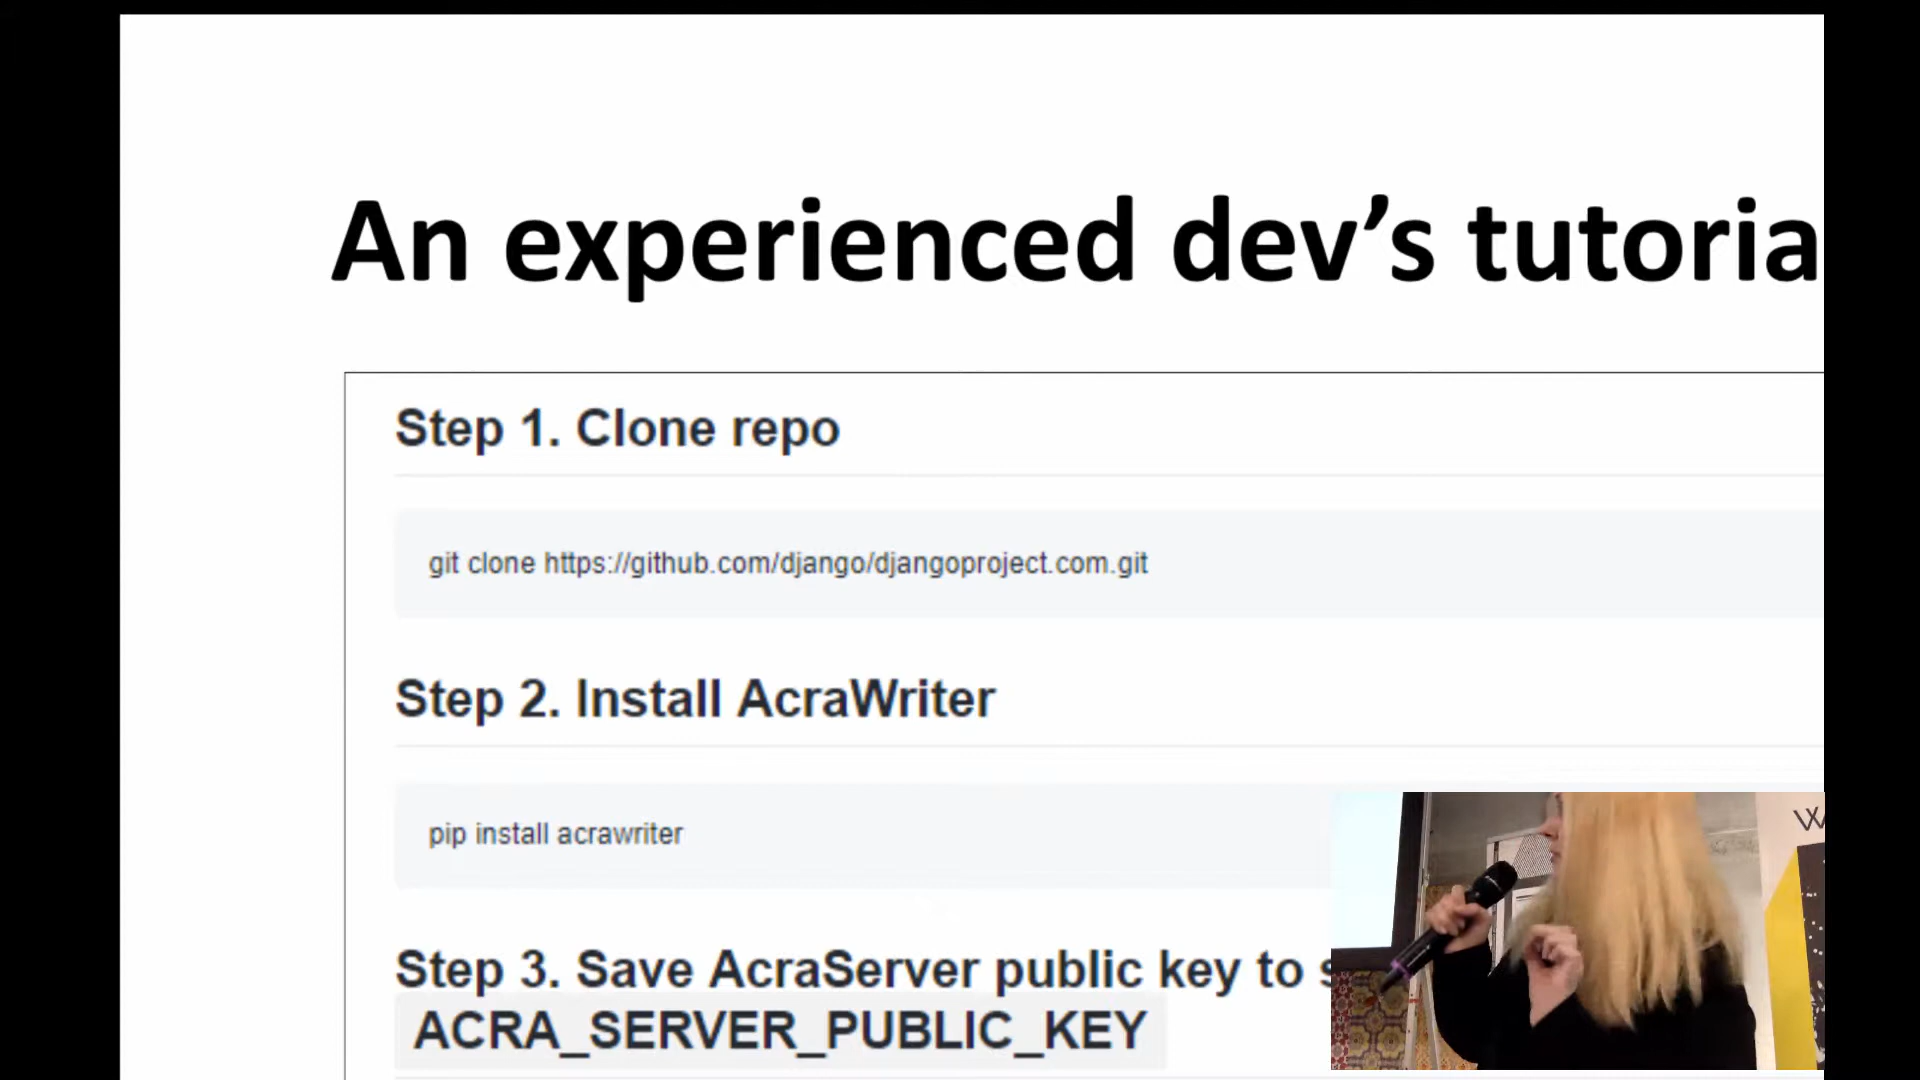 An experienced dev’s tutoria
Step 1. Clone repo
git clone https://github.com/django/djangoproject.com.git
Step 2. Install AcraWriter
pip install acrawriter
Step 3. Save AcraServer public key to s
ACRA_SERVER_PUBLIC_KEY
W